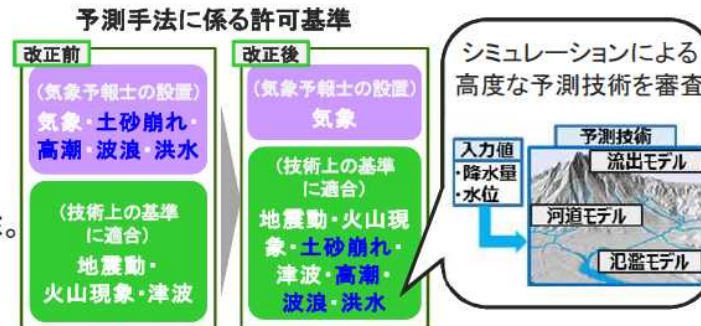 予測手法に係る許可基準
改正前
(気象予報士の設置)
気象・土砂崩れ・
高潮・波浪・洪水
(技術上の基準
に適合)
地震動・
火山現象・津波
改正後
(気象予報士の設置)
気象
(技術上の基準
に適合)
地震動・火山現
象・土砂崩れ・
津波・高潮・
波浪・洪水
シミュレーションによる
高度な予測技術を審査
入力値
・降水量
・水位
予測技術
流出モデル
河道モデル
氾濫モデル
。